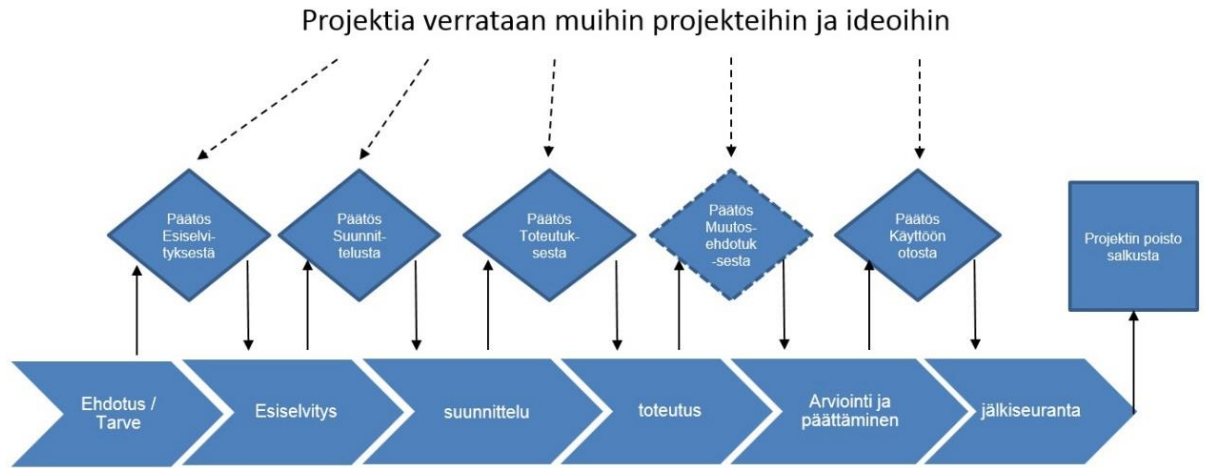 Projektia verrataan muihin projekteihin ja ideoihin
Päätös
Esiselvi-
tyksestä
Päätös
Suunnit-
telusta
Päätös
Toteutuk-
sesta
Päätös
Muutos-
ehdotuk
-sesta
Päätös
Käyttöön
otosta
Projektin poisto
salkusta
Ehdotus /
Tarve
Esiselvitys
suunnittelu
toteutus
Arviointi ja
päättäminen
jälkiseuranta